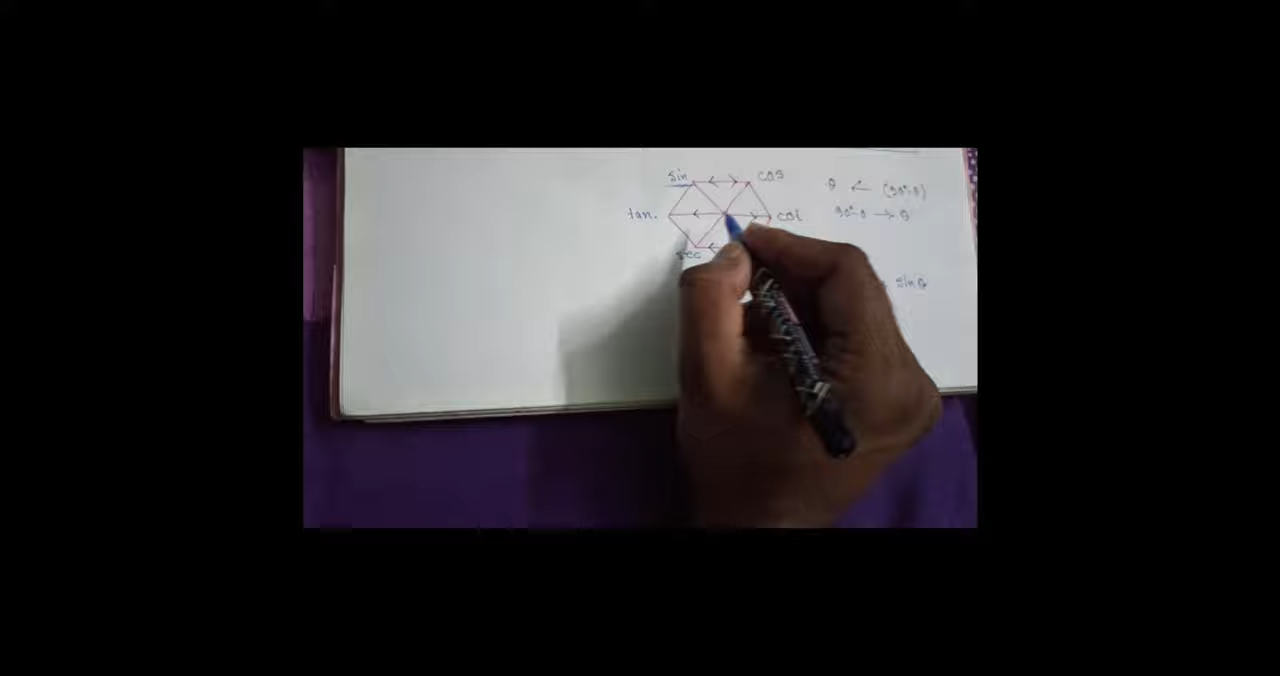 sin cos
θ ← (90°-θ)
tan. cot
90°-θ → θ
sec
sinθ